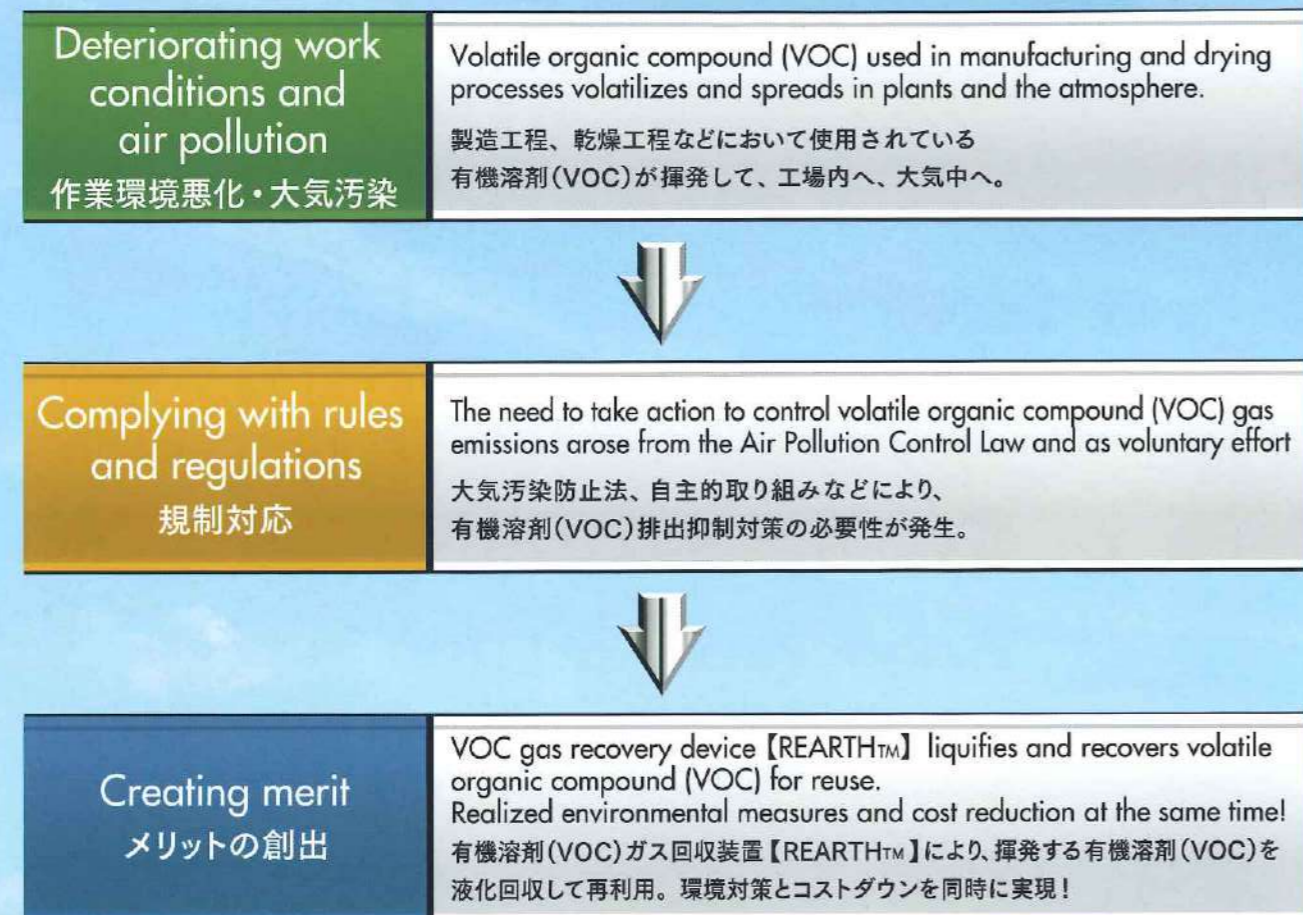 Deteriorating work
conditions and
air pollution
作業環境悪化・大気汚染
Volatile organic compound (VOC) used in manufacturing and drying
processes volatilizes and spreads in plants and the atmosphere.
製造工程、乾燥工程などにおいて使用されている
有機溶剤(VOC)が揮発して、工場内へ、大気中へ。
Complying with rules
and regulations
規制対応
The need to take action to control volatile organic compound (VOC) gas
emissions arose from the Air Pollution Control Law and as voluntary effort
大気汚染防止法、自主的取り組みなどにより、
有機溶剤(VOC)排出抑制対策の必要性が発生。
Creating merit
メリットの創出
VOC gas recovery device【REARTH™】liquifies and recovers volatile
organic compound (VOC) for reuse.
Realized environmental measures and cost reduction at the same time!
有機溶剤(VOC)ガス回収装置【REARTH™】により、揮発する有機溶剤(VOC)を
液化回収して再利用。環境対策とコストダウンを同時に実現!